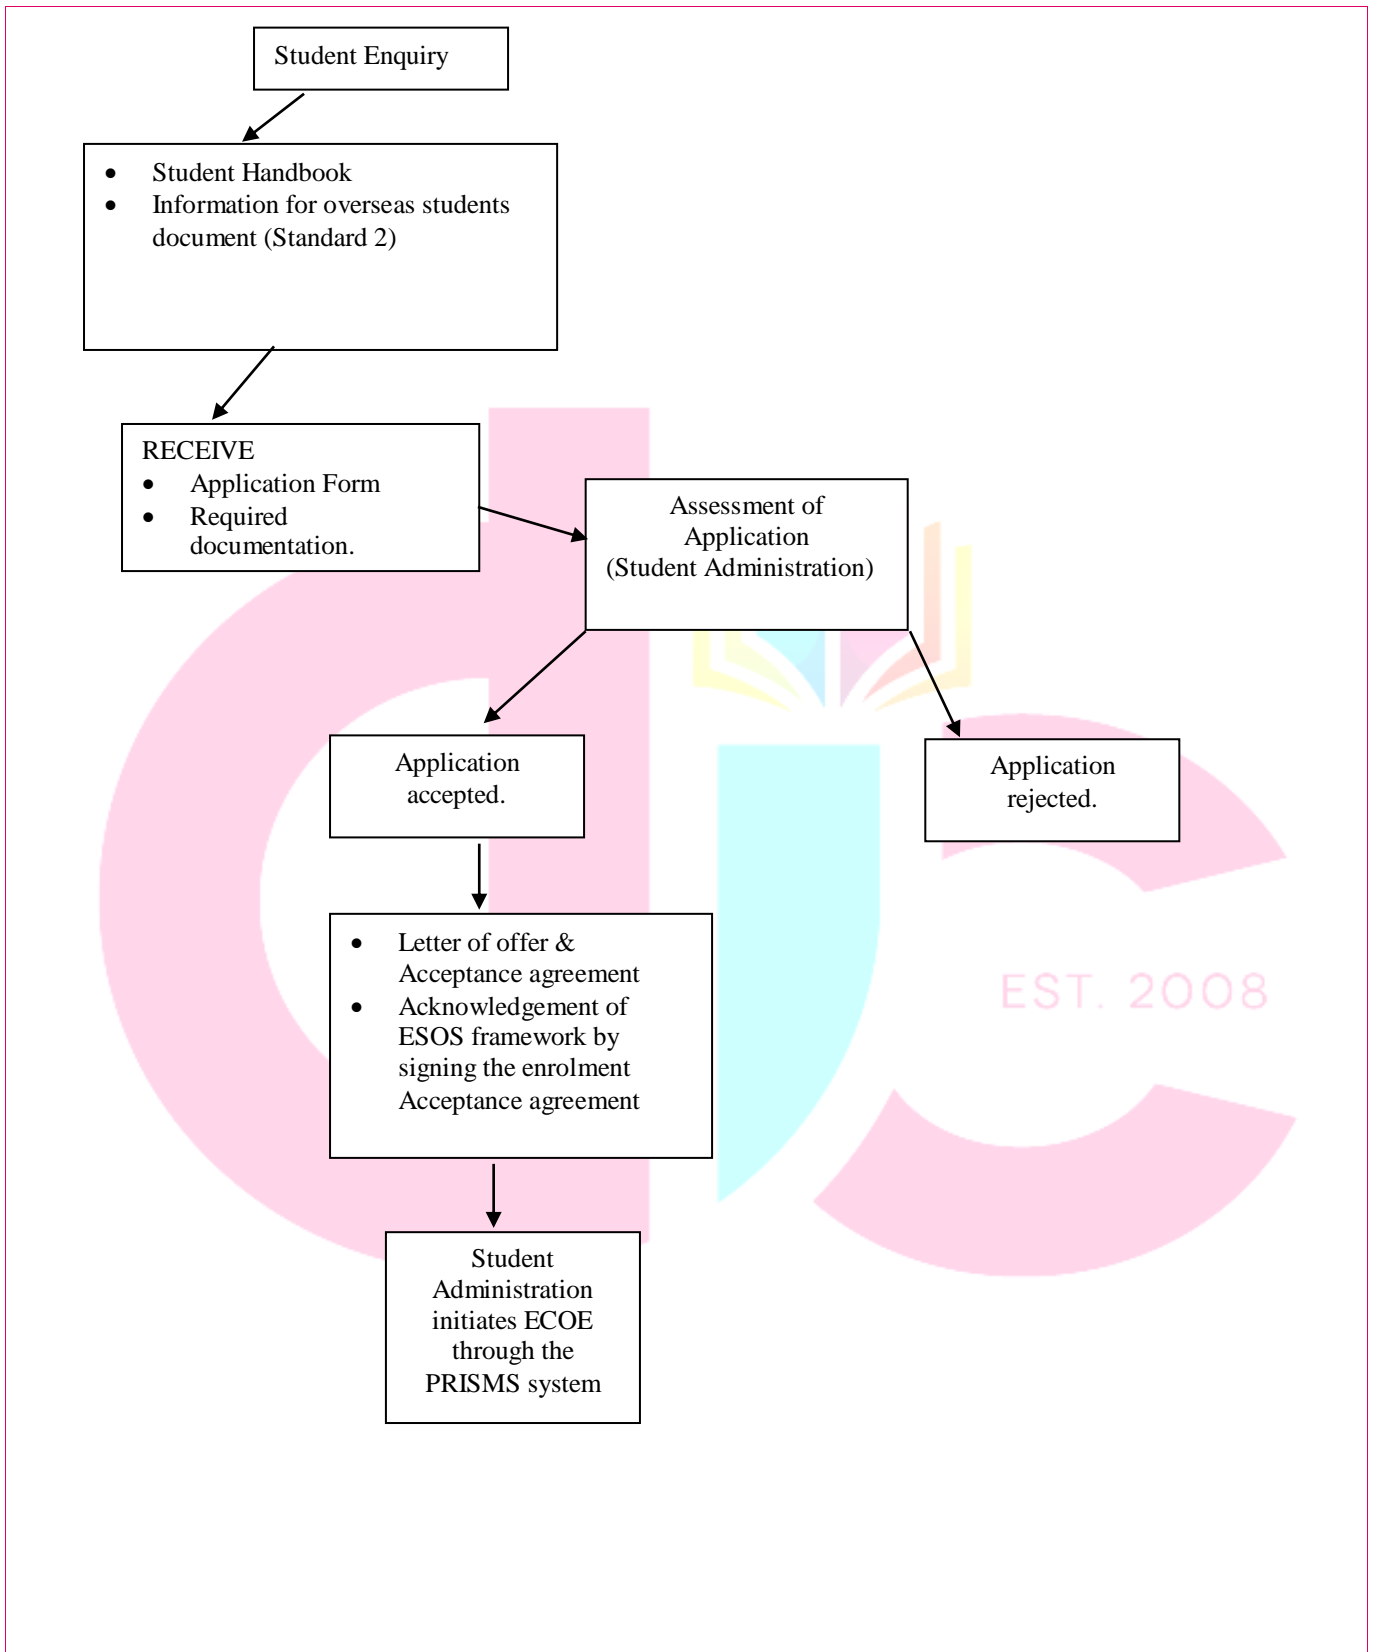 Student Enquiry
• Student Handbook
• Information for overseas students
document (Standard 2)
RECEIVE
• Application Form
• Required
documentation.
Assessment of
Application
(Student Administration)
Application
accepted.
Application
rejected.
• Letter of offer &
Acceptance agreement
• Acknowledgement of
ESOS framework by
signing the enrolment
Acceptance agreement
EST. 2008
Student
Administration
initiates ECOE
through the
PRISMS system